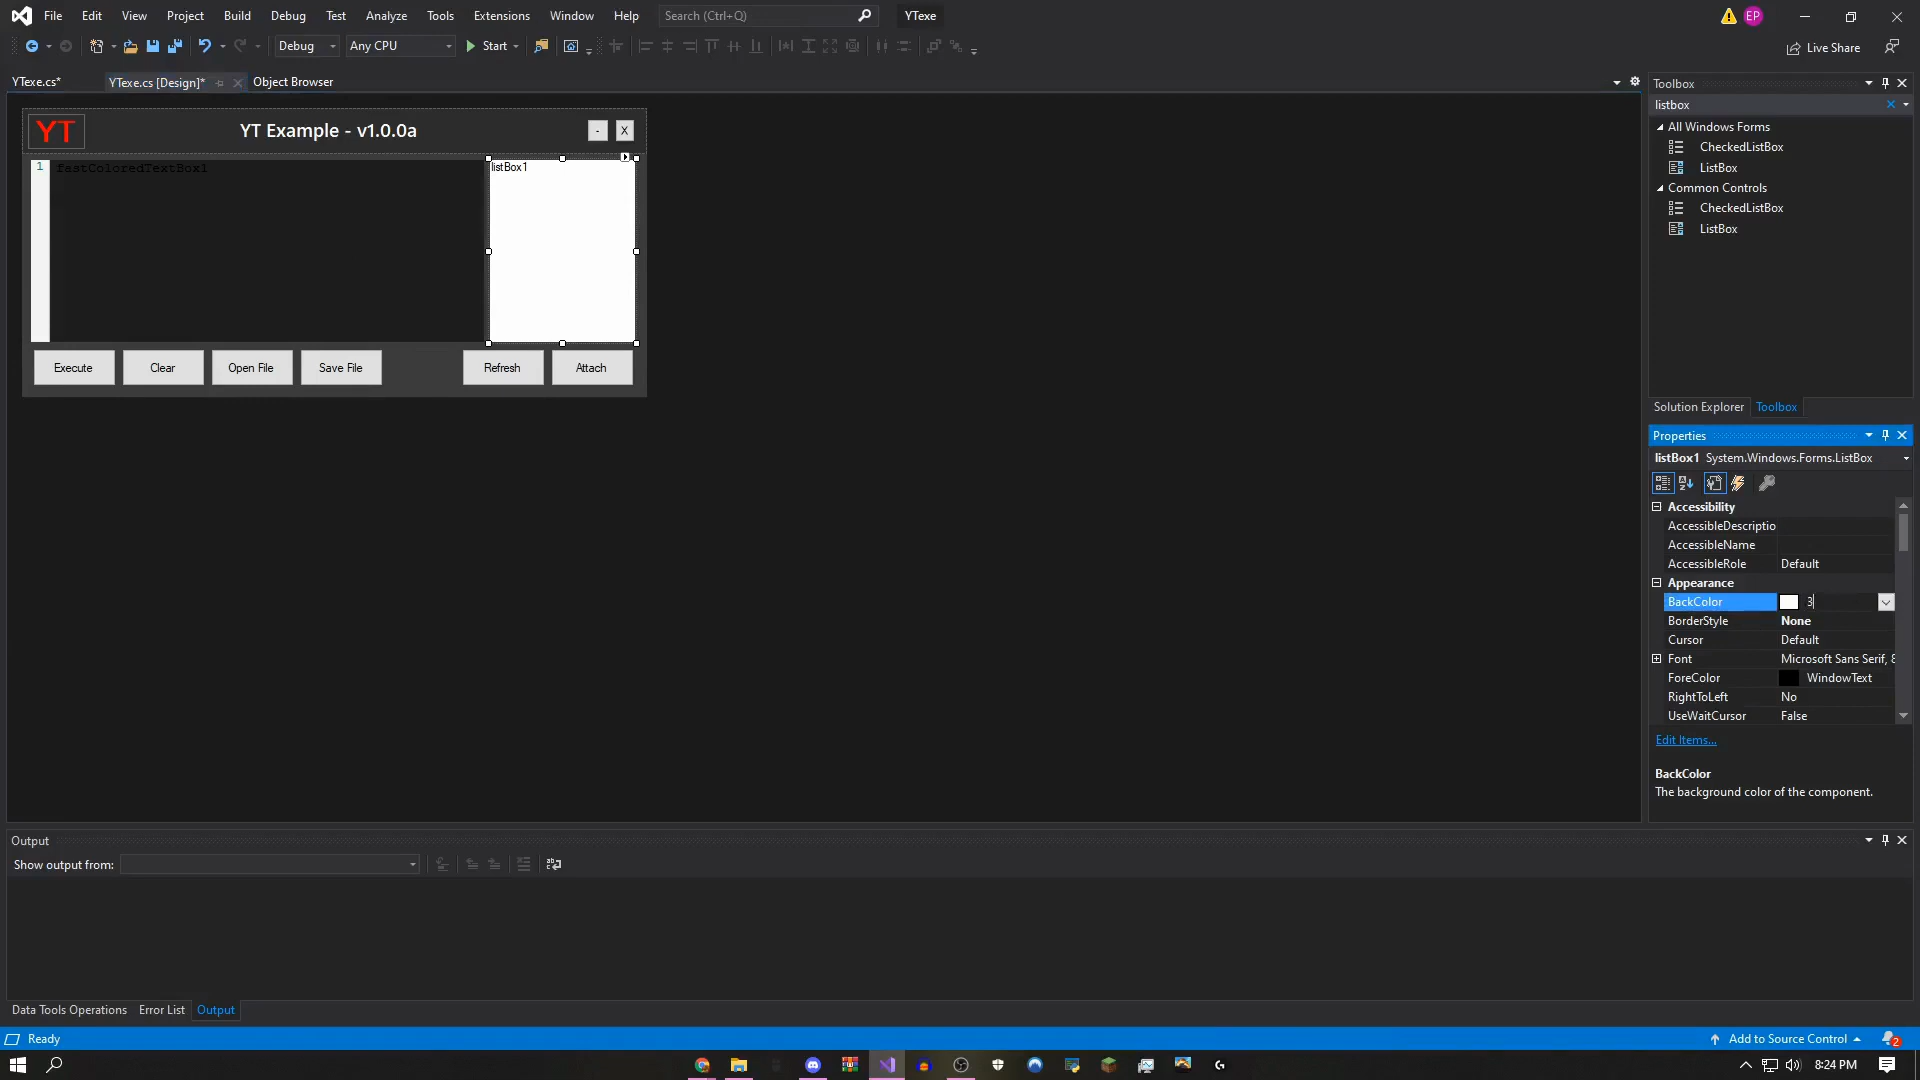 File Edit View Project Build Debug Test Analyze Tools Extensions Window Help Search (Ctrl+Q) YTexe EP
Debug Any CPU Start Live Share
YTexe.cs* YTexe.cs [Design]* Object Browser
YT YT Example - v1.0.0a - X
1 fastColoredTextBox1
listBox1
Execute Clear Open File Save File Refresh Attach
Toolbox
listbox
All Windows Forms
CheckedListBox
ListBox
Common Controls
CheckedListBox
ListBox
Solution Explorer Toolbox
Properties
listBox1 System.Windows.Forms.ListBox
Accessibility
AccessibleDescriptio
AccessibleName
AccessibleRole Default
Appearance
BackColor 3
BorderStyle None
Cursor Default
Font Microsoft Sans Serif, 8
ForeColor WindowText
RightToLeft No
UseWaitCursor False
Edit Items...
BackColor
The background color of the component.
Output
Show output from:
Data Tools Operations Error List Output
Ready Add to Source Control 2
8:24 PM